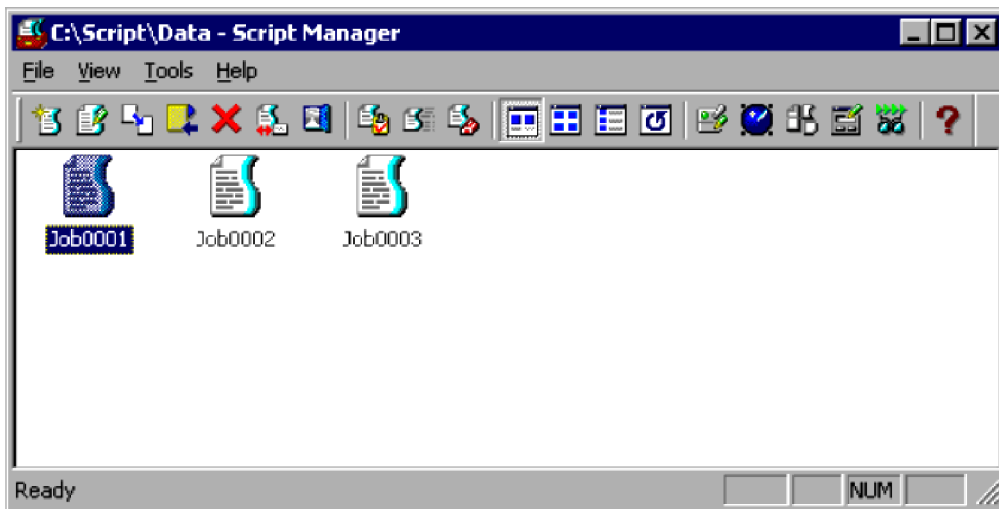 C:\Script\Data - Script Manager
File View Tools Help
Job0001 Job0002 Job0003
Ready NUM